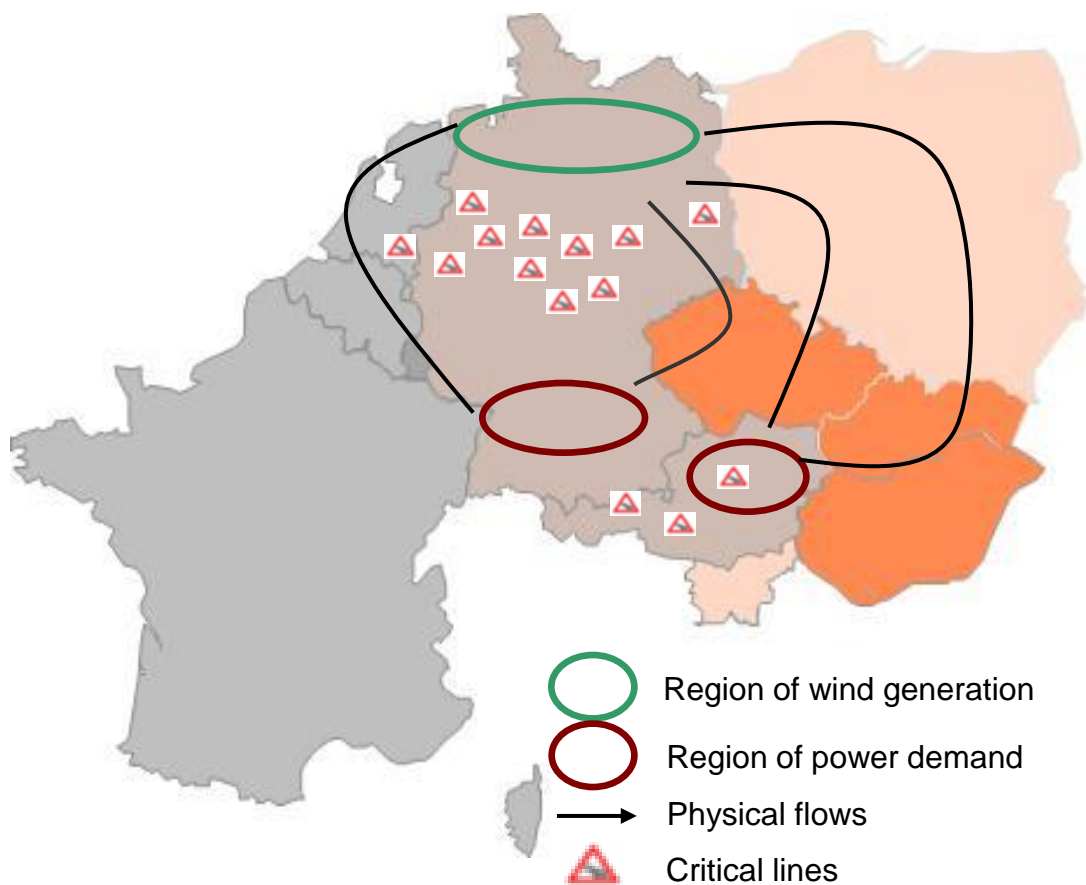 Region of wind generation
Region of power demand
Physical flows
Critical lines